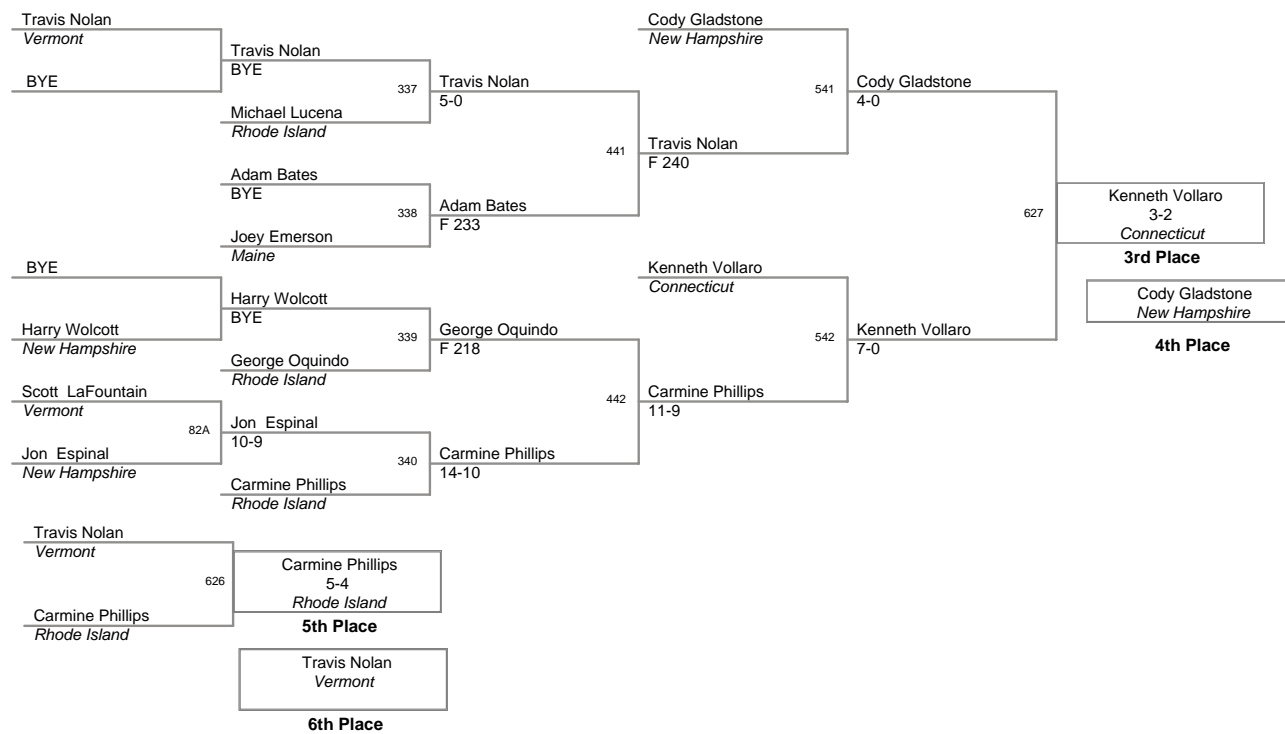 Travis Nolan
Vermont
BYE
Travis Nolan
BYE
337
Michael Lucena
Rhode Island
Travis Nolan
5-0
Adam Bates
BYE
338
Joey Emerson
Maine
Adam Bates
F 233
441
Travis Nolan
F 240
Cody Gladstone
New Hampshire
541
Cody Gladstone
4-0
BYE
Harry Wolcott
New Hampshire
Harry Wolcott
BYE
339
George Oquindo
Rhode Island
George Oquindo
F 218
Scott LaFountain
Vermont
82A
Jon Espinal
New Hampshire
Jon Espinal
10-9
340
Carmine Phillips
Rhode Island
Carmine Phillips
14-10
442
Carmine Phillips
11-9
Kenneth Vollaro
Connecticut
542
Kenneth Vollaro
7-0
627
Kenneth Vollaro
3-2
Connecticut
3rd Place
Cody Gladstone
New Hampshire
4th Place
Travis Nolan
Vermont
626
Carmine Phillips
Rhode Island
Carmine Phillips
5-4
Rhode Island
5th Place
Travis Nolan
Vermont
6th Place